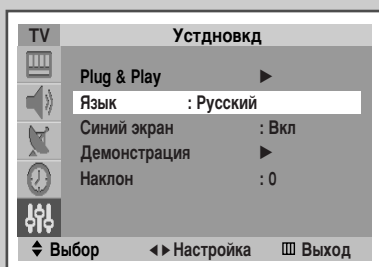 TV Устдновкд
Plug & Play ►
Язык : Русский
Синий экран : Вкл
Демонстрация ►
Наклон : 0
Выбор Настройка Выход